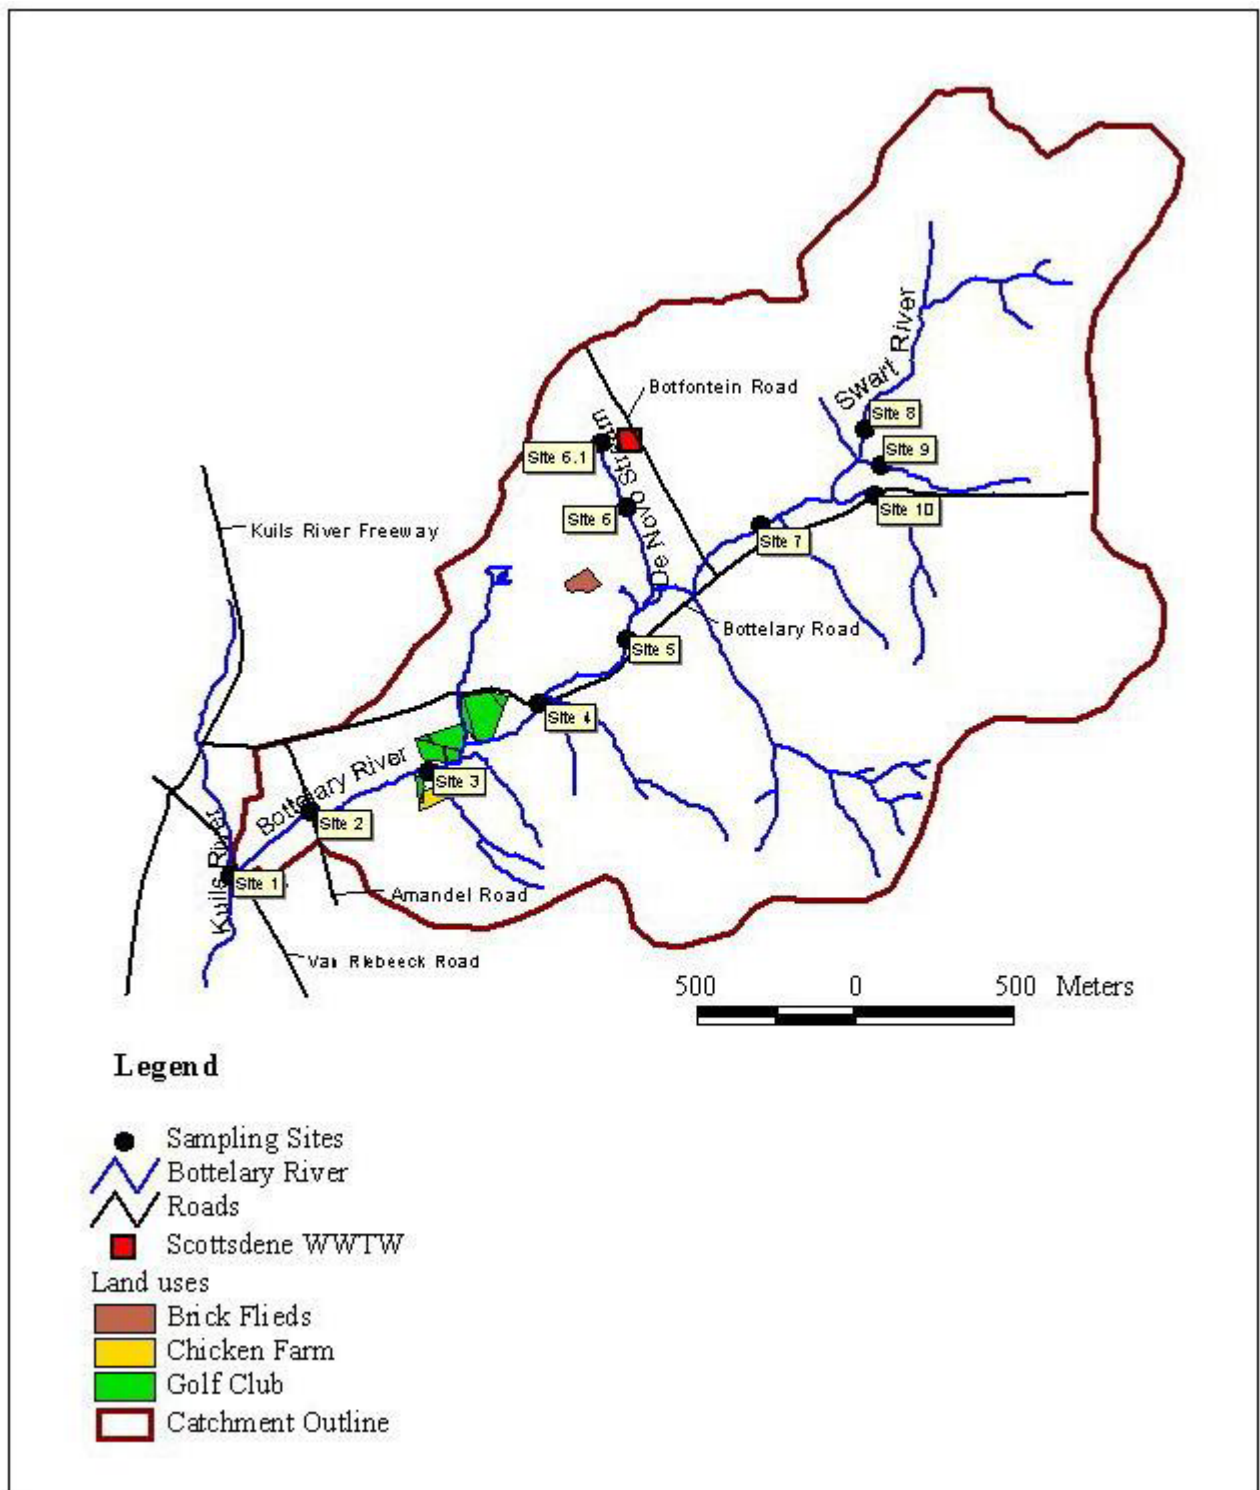 Swart River
Botfontein Road
Site 8
De Novo Stream
Site 9
Site 6.1
Site 10
Site 6
Kuils River Freeway
Site 7
Bottelary Road
Site 5
Site 4
Bottelary River
Site 3
Site 2
Kuils River
Site 1
Amandel Road
Van Riebeeck Road
500 0 500 Meters
Legend
Sampling Sites
Bottelary River
Roads
Scottsdene WWTW
Land uses
Brick Flieds
Chicken Farm
Golf Club
Catchment Outline